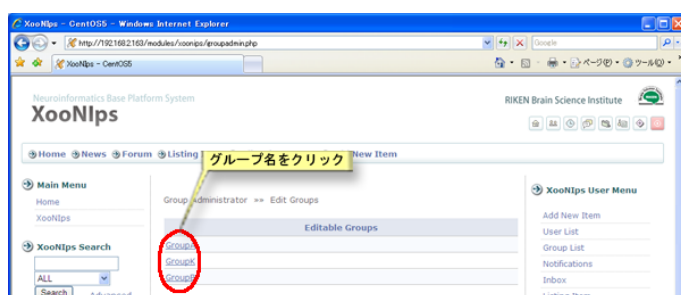 XooNIps - CentOS5 - Windows Internet Explorer
http://192.168.2.163/modules/xoonips/groupadmin.php
Google
XooNIps - CentOS5
ページ(P)
ツール(O)
Neuroinformatics Base Platform System
XooNIps
RIKEN Brain Science Institute
Home News Forum Listing
New Item
グループ名をクリック
Main Menu
Home
XooNIps
XooNIps Search
ALL
Search Advanced
Group Administrator »» Edit Groups
Editable Groups
GroupA
GroupK
GroupB
XooNIps User Menu
Add New Item
User List
Group List
Notifications
Inbox
Listing Item